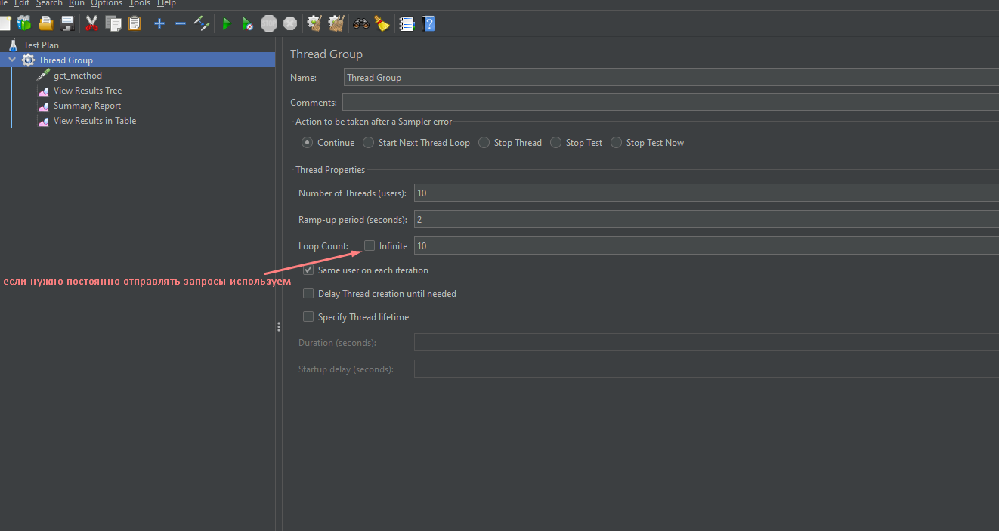 le Edit Search Run Options Tools Help
Test Plan
Thread Group
get_method
View Results Tree
Summary Report
View Results in Table
Thread Group
Name: Thread Group
Comments:
Action to be taken after a Sampler error
Continue Start Next Thread Loop Stop Thread Stop Test Stop Test Now
Thread Properties
Number of Threads (users): 10
Ramp-up period (seconds): 2
Loop Count: Infinite 10
Same user on each iteration
если нужно постоянно отправлять запросы используем
Delay Thread creation until needed
Specify Thread lifetime
Duration (seconds):
Startup delay (seconds):